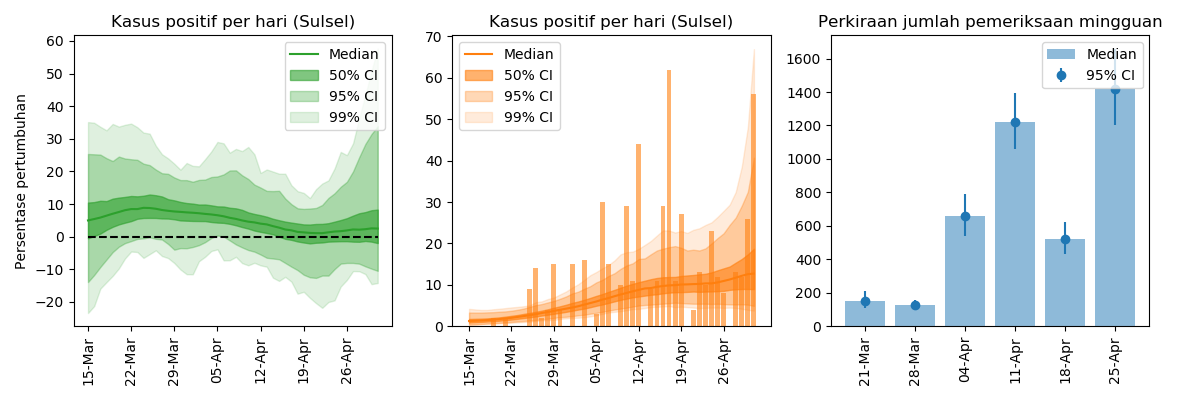 Kasus positif per hari (Sulsel)
Persentase pertumbuhan
60
50
40
30
20
10
0
−10
−20
Median
50% CI
95% CI
99% CI
15-Mar
22-Mar
29-Mar
05-Apr
12-Apr
19-Apr
26-Apr
Kasus positif per hari (Sulsel)
70
60
50
40
30
20
10
0
Median
50% CI
95% CI
99% CI
15-Mar
22-Mar
29-Mar
05-Apr
12-Apr
19-Apr
26-Apr
Perkiraan jumlah pemeriksaan mingguan
1600
1400
1200
1000
800
600
400
200
0
Median
95% CI
21-Mar
28-Mar
04-Apr
11-Apr
18-Apr
25-Apr